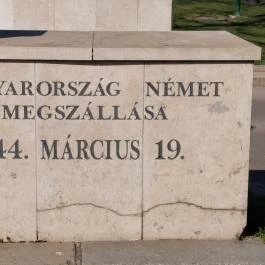 YARORSZÁG NÉMET
MEGSZÁLLÁSA
44. MÁRCIUS 19.